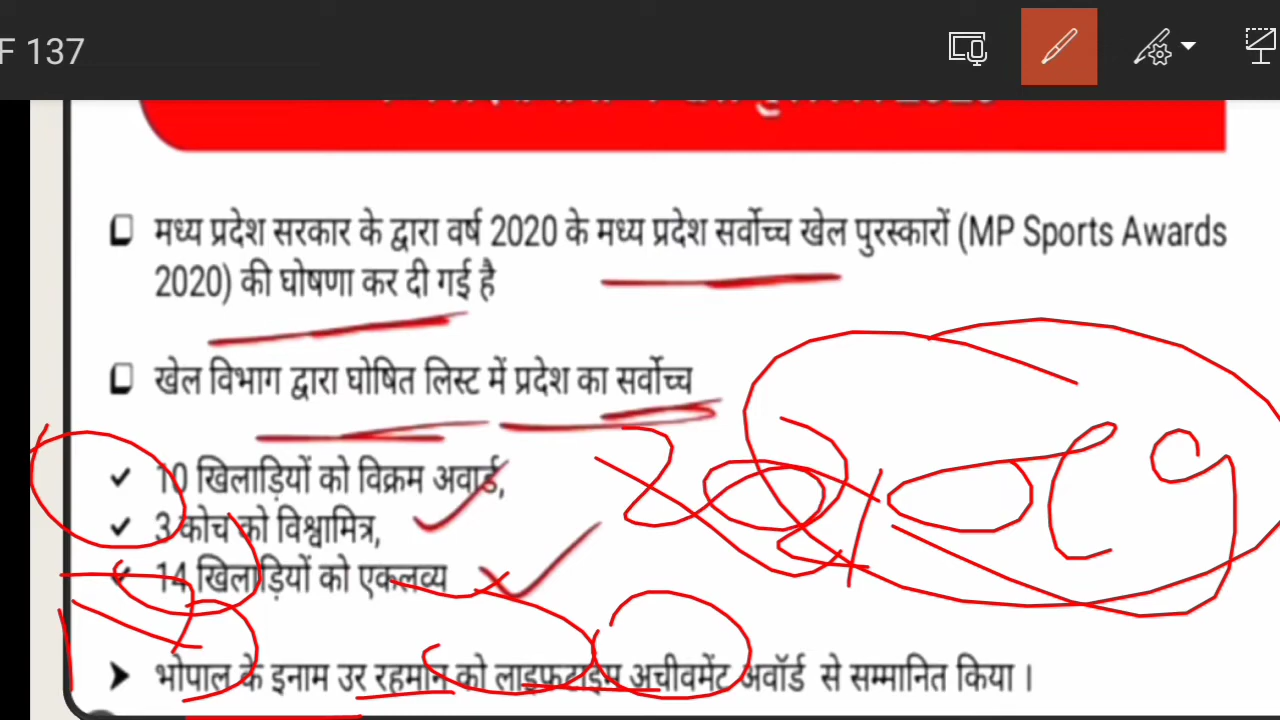 F 137
2020
मध्य प्रदेश सरकार के द्वारा वर्ष 2020 के मध्य प्रदेश सर्वोच्च खेल पुरस्कारों (MP Sports Awards
2020) की घोषणा कर दी गई है
खेल विभाग द्वारा घोषित लिस्ट में प्रदेश का सर्वोच्च
10 खिलाड़ियों को विक्रम अवार्ड,
3 कोच को विश्वामित्र,
14 खिलाड़ियों को एकलव्य
भोपाल के इनाम उर रहमान को लाइफटाइम अचीवमेंट अवॉर्ड से सम्मानित किया ।